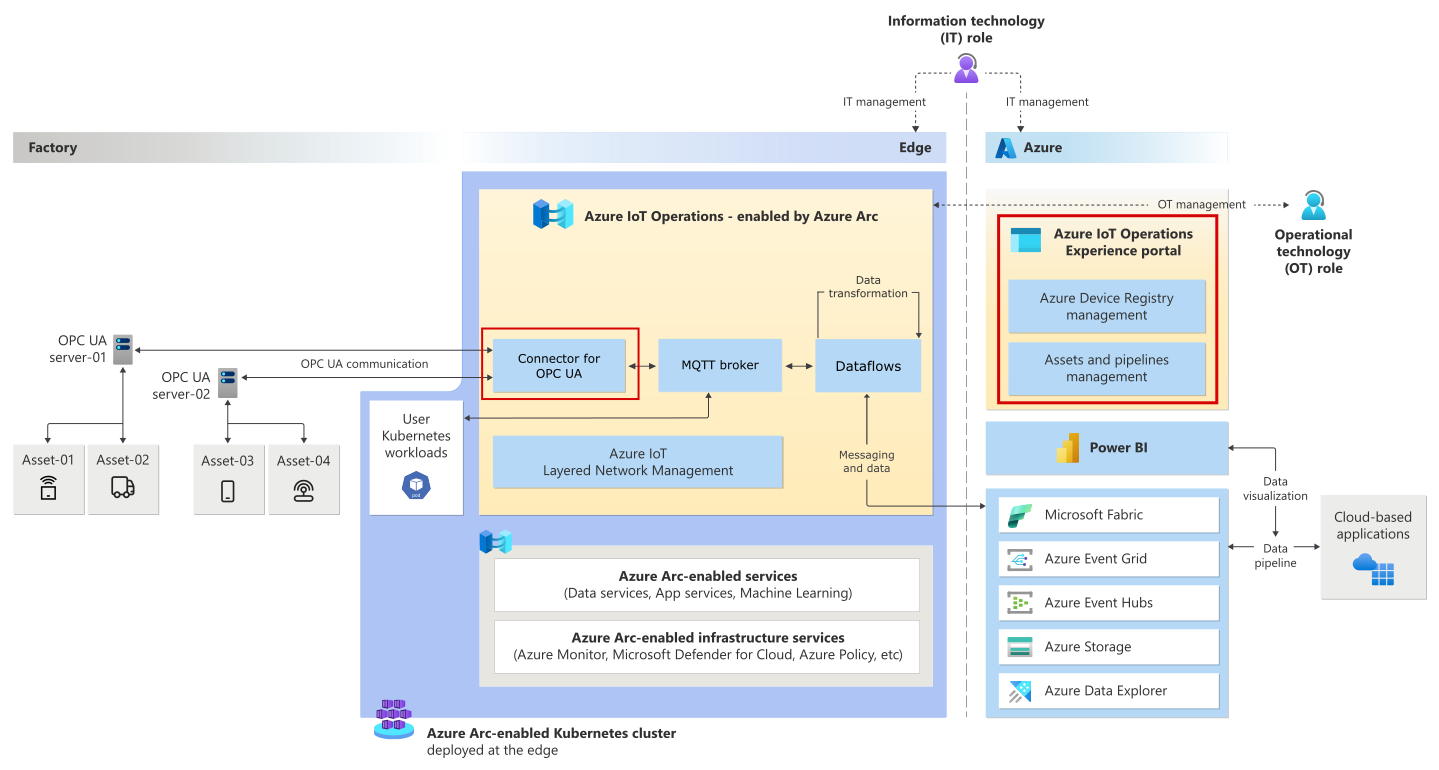 Information technology
(IT) role
IT management
IT management
Factory
Edge
Azure
Azure IoT Operations - enabled by Azure Arc
OT management
Operational
technology
(OT) role
Azure IoT Operations
Experience portal
Azure Device Registry
management
Assets and pipelines
management
Data
transformation
OPC UA
server-01
OPC UA communication
OPC UA
server-02
Connector for
OPC UA
MQTT broker
Dataflows
User
Kubernetes
workloads
pod
Azure IoT
Layered Network Management
Messaging
and data
Asset-01
Asset-02
Asset-03
Asset-04
Power BI
Data
visualization
Microsoft Fabric
Azure Event Grid
Azure Event Hubs
Azure Storage
Azure Data Explorer
Data
pipeline
Cloud-based
applications
Azure Arc-enabled services
(Data services, App services, Machine Learning)
Azure Arc-enabled infrastructure services
(Azure Monitor, Microsoft Defender for Cloud, Azure Policy, etc)
Azure Arc-enabled Kubernetes cluster
deployed at the edge